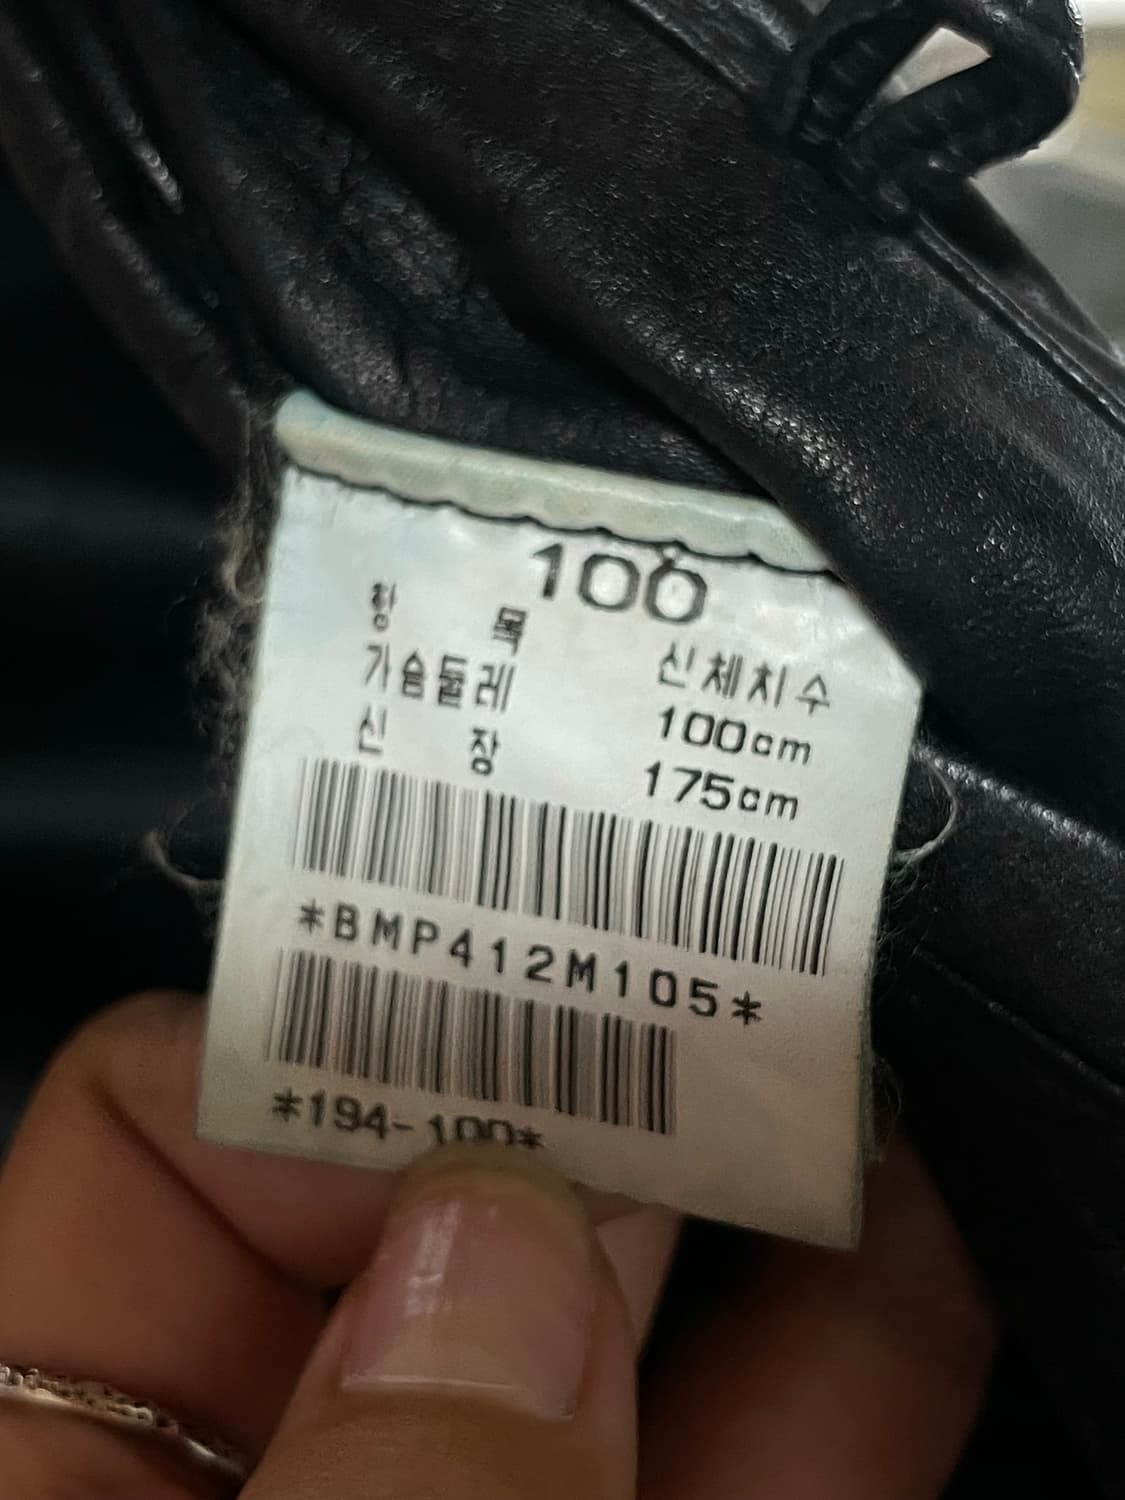 100
항 목 신체치수
가슴둘레 100cm
신 장 175cm
*BMP412M105*
*194-100*